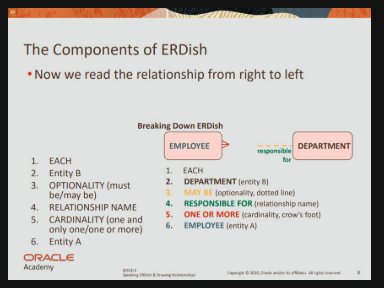 The Components of ERDish
•Now we read the relationship from right to left
Breaking Down ERDish
EMPLOYEE
responsible
for
DEPARTMENT
1. EACH
2. Entity B
3. OPTIONALITY (must
be/may be)
4. RELATIONSHIP NAME
5. CARDINALITY (one and
only one/one or more)
6. Entity A
1. EACH
2. DEPARTMENT (entity B)
3. MAY BE (optionality, dotted line)
4. RESPONSIBLE FOR (relationship name)
5. ONE OR MORE (cardinality, crow's foot)
6. EMPLOYEE (entity A)
ORACLE
Academy
Speaking ERDish & Drawing Relationships
Copyright © 2020, Oracle and/or its affiliates. All rights reserved.
8